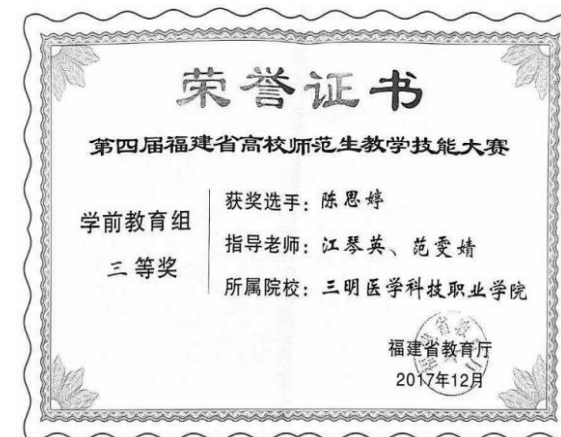 荣誉证书
第四届福建省高校师范生教学技能大赛
学前教育组
三等奖
获奖选手：陈思婷
指导老师：江琴英、范雯婧
所属院校：三明医学科技职业学院
福建省教育厅
2017年12月